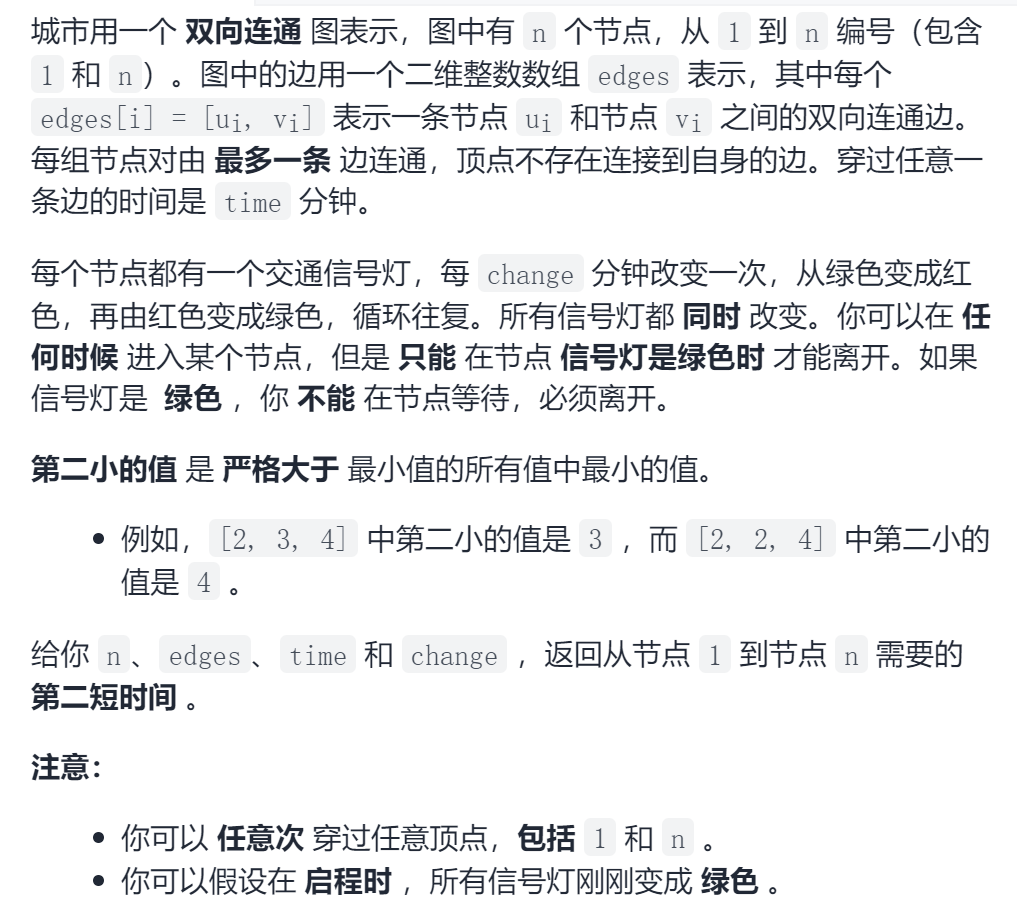 城市用一个 双向连通 图表示，图中有 n 个节点，从 1 到 n 编号（包含
1 和 n）。图中的边用一个二维整数数组 edges 表示，其中每个
edges[i] = [ui, vi] 表示一条节点 ui 和节点 vi 之间的双向连通边。
每组节点对由 最多一条 边连通，顶点不存在连接到自身的边。穿过任意一
条边的时间是 time 分钟。
每个节点都有一个交通信号灯，每 change 分钟改变一次，从绿色变成红
色，再由红色变成绿色，循环往复。所有信号灯都 同时 改变。你可以在 任
何时候 进入某个节点，但是 只能 在节点 信号灯是绿色时 才能离开。如果
信号灯是 绿色 ，你 不能 在节点等待，必须离开。
第二小的值 是 严格大于 最小值的所有值中最小的值。
• 例如，[2, 3, 4] 中第二小的值是 3 ，而 [2, 2, 4] 中第二小的
值是 4 。
给你 n、edges、time 和 change ，返回从节点 1 到节点 n 需要的
第二短时间 。
注意：
• 你可以 任意次 穿过任意顶点，包括 1 和 n 。
• 你可以假设在 启程时 ，所有信号灯刚刚变成 绿色 。